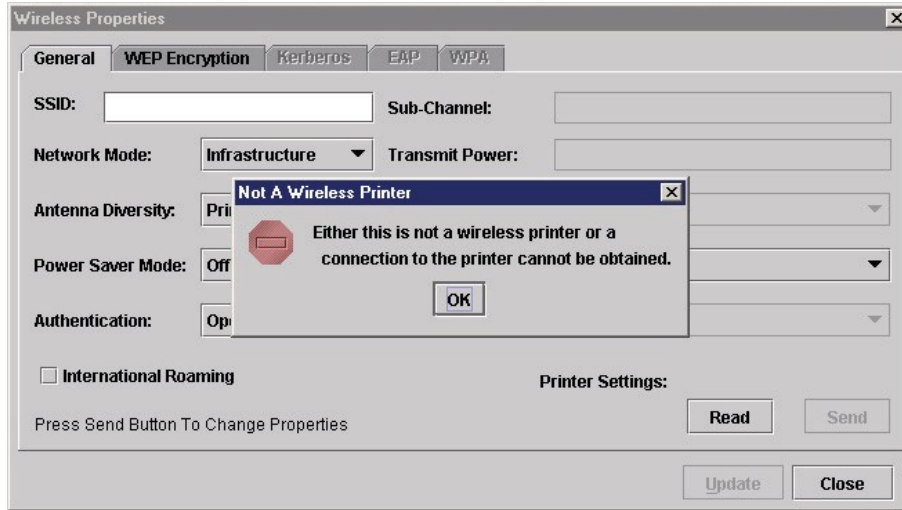 Wireless Properties
General WEP Encryption Kerberos EAP WPA
SSID: Sub-Channel:
Network Mode: Infrastructure Transmit Power:
Not A Wireless Printer
Either this is not a wireless printer or a
connection to the printer cannot be obtained.
OK
Antenna Diversity:
Power Saver Mode: Off
Authentication:
International Roaming
Printer Settings:
Press Send Button To Change Properties
Read Send
Update Close